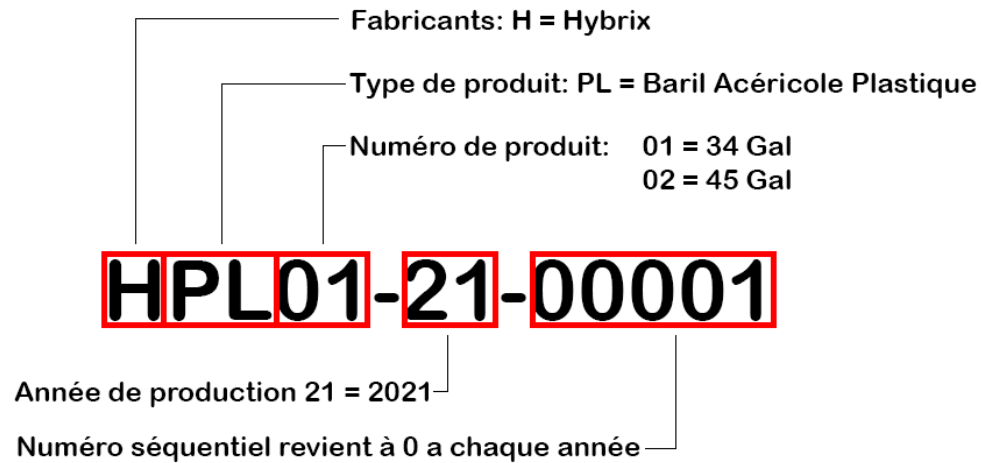 Fabricants: H = Hybrix
Type de produit: PL = Baril Acéricole Plastique
Numéro de produit: 01 = 34 Gal
02 = 45 Gal
HPL01-21-00001
Année de production 21 = 2021
Numéro séquentiel revient à 0 a chaque année